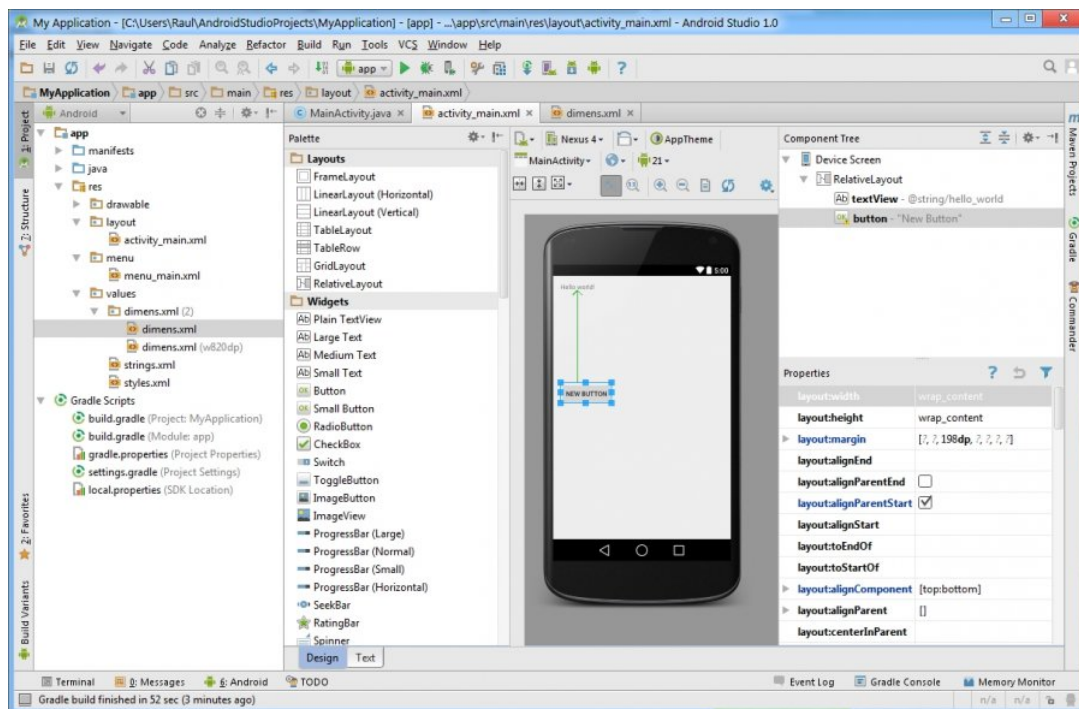 My Application - [C:\Users\Raul\AndroidStudioProjects\MyApplication] - [app] - ...\app\src\main\res\layout\activity_main.xml - Android Studio 1.0
File Edit View Navigate Code Analyze Refactor Build Run Tools VCS Window Help
app
MyApplication app src main res layout activity_main.xml
1: Project
Z: Structure
2: Favorites
Build Variants
Android
app
manifests
java
res
drawable
layout
activity_main.xml
menu
menu_main.xml
values
dimens.xml (2)
dimens.xml
dimens.xml (w820dp)
strings.xml
styles.xml
Gradle Scripts
build.gradle (Project: MyApplication)
build.gradle (Module: app)
gradle.properties (Project Properties)
settings.gradle (Project Settings)
local.properties (SDK Location)
MainActivity.java activity_main.xml dimens.xml
Palette
Layouts
FrameLayout
LinearLayout (Horizontal)
LinearLayout (Vertical)
TableLayout
TableRow
GridLayout
RelativeLayout
Widgets
Plain TextView
Large Text
Medium Text
Small Text
Button
Small Button
RadioButton
CheckBox
Switch
ToggleButton
ImageButton
ImageView
ProgressBar (Large)
ProgressBar (Normal)
ProgressBar (Small)
ProgressBar (Horizontal)
SeekBar
RatingBar
Spinner
Design Text
Nexus 4 AppTheme
MainActivity 21
5:00
Hello world!
NEW BUTTON
Component Tree
Device Screen
RelativeLayout
textView - @string/hello_world
button - "New Button"
Properties
layout:width wrap_content
layout:height wrap_content
layout:margin [?, ?, 198dp, ?, ?, ?, ?]
layout:alignEnd
layout:alignParentEnd
layout:alignParentStart
layout:alignStart
layout:toEndOf
layout:toStartOf
layout:alignComponent [top:bottom]
layout:alignParent []
layout:centerInParent
Maven Projects
Gradle
Commander
Terminal 0: Messages 6: Android TODO Event Log Gradle Console Memory Monitor
Gradle build finished in 52 sec (3 minutes ago) n/a n/a